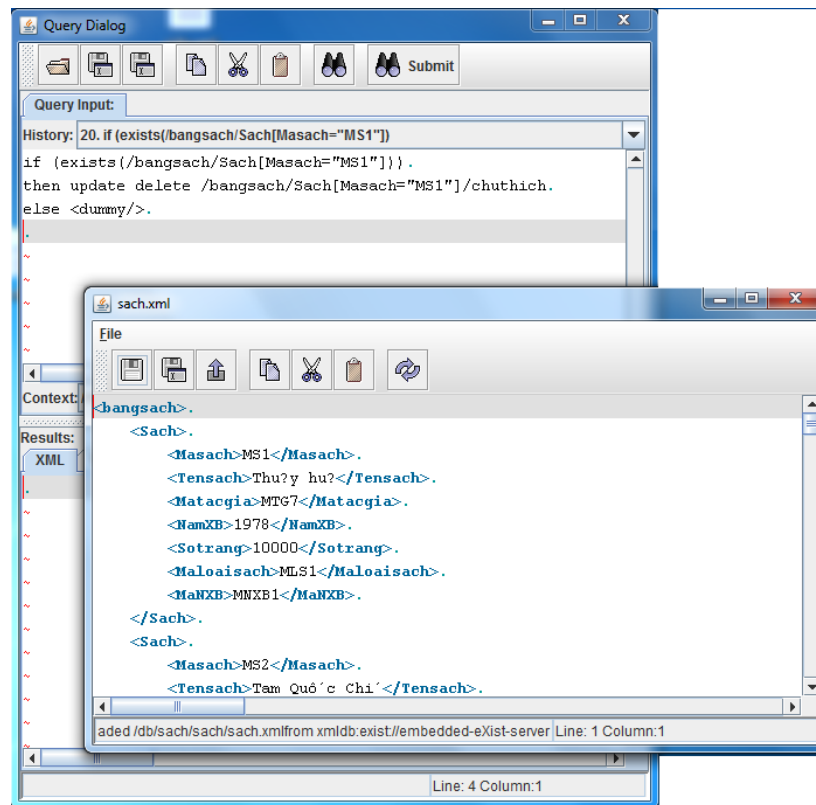 Query Dialog
Submit
Query Input:
History: 20. if (exists(/bangsach/Sach[Masach="MS1"])
if (exists(/bangsach/Sach[Masach="MS1"])).
then update delete /bangsach/Sach[Masach="MS1"]/chuthich.
else <dummy/>.
.
~
~
~
~
~
sach.xml
File
Context:
<bangsach>.
<Sach>.
<Masach>MS1</Masach>.
<Tensach>Thu?y hu?</Tensach>.
<Matacgia>MTG7</Matacgia>.
<NamXB>1978</NamXB>.
<Sotrang>10000</Sotrang>.
<Maloaisach>MLS1</Maloaisach>.
<MaNXB>MNXB1</MaNXB>.
</Sach>.
<Sach>.
<Masach>MS2</Masach>.
<Tensach>Tam Quô´c Chi´</Tensach>.
aded /db/sach/sach/sach.xmlfrom xmldb:exist://embedded-eXist-server Line: 1 Column:1
Results:
XML
.
~
~
~
~
~
~
~
~
~
~
~
Line: 4 Column:1